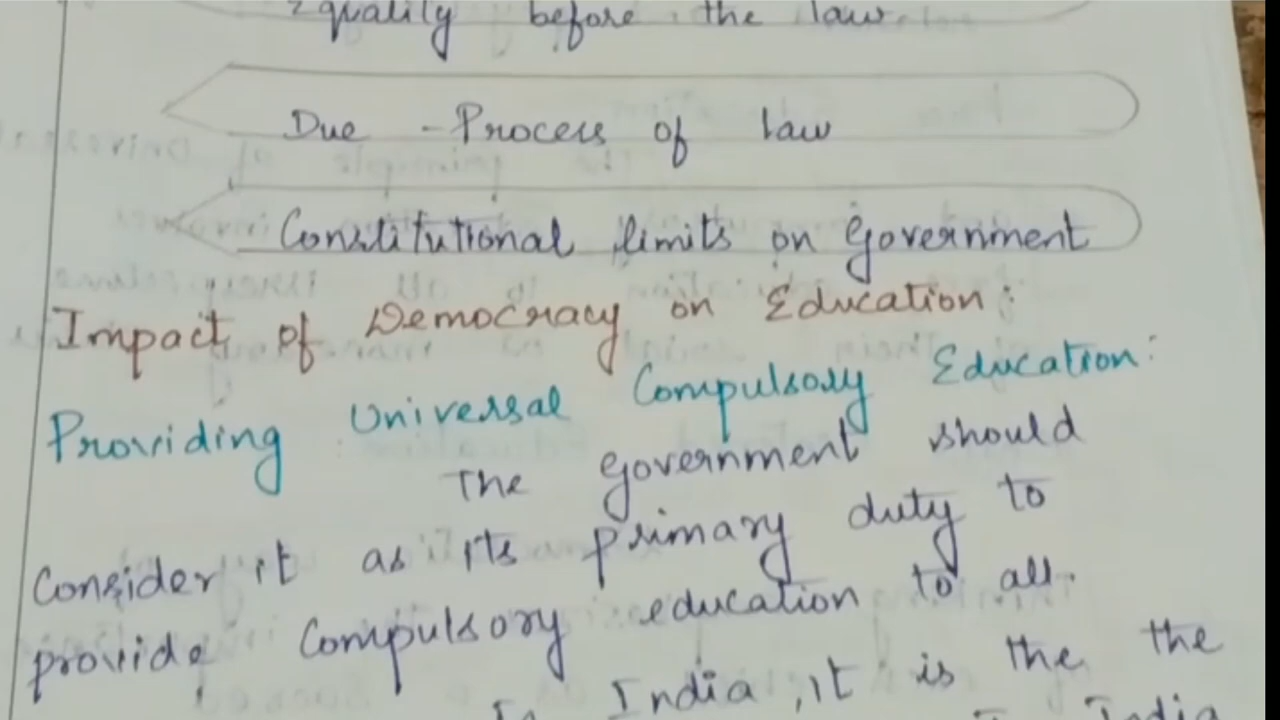 Equality before the law
Due - Process of law
Constitutional limits on Government
Impact of Democracy on Education:
Providing Universal Compulsory Education:
The government should
Consider it as its primary duty to
provide Compulsory education to all.
In India, it is the the
India